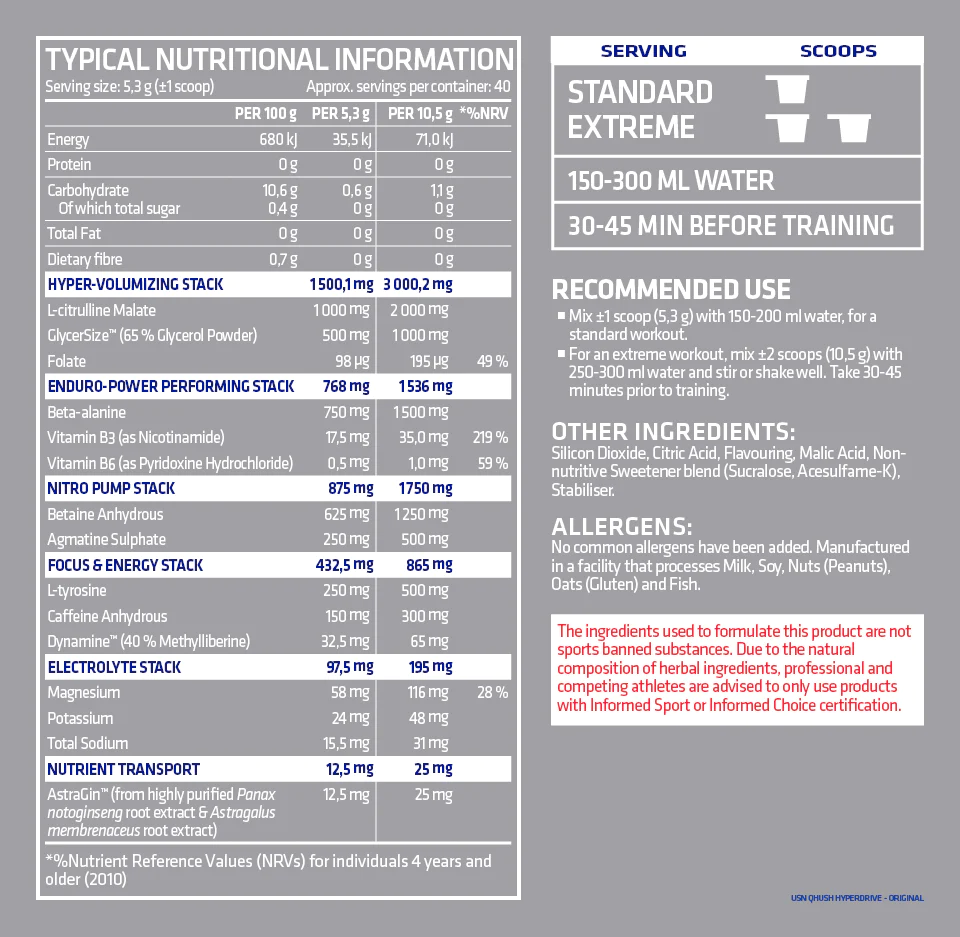 TYPICAL NUTRITIONAL INFORMATION
Serving size: 5,3 g (±1 scoop) Approx. servings per container: 40
PER 100 g PER 5,3 g PER 10,5 g *%NRV
Energy 680 kJ 35,5 kJ 71,0 kJ
Protein 0 g 0 g 0 g
Carbohydrate 10,6 g 0,6 g 1,1 g
Of which total sugar 0,4 g 0 g 0 g
Total Fat 0 g 0 g 0 g
Dietary fibre 0,7 g 0 g 0 g
HYPER-VOLUMIZING STACK 1 500,1 mg 3 000,2 mg
L-citrulline Malate 1 000 mg 2 000 mg
GlycerSize™ (65 % Glycerol Powder) 500 mg 1 000 mg
Folate 98 µg 195 µg 49 %
ENDURO-POWER PERFORMING STACK 768 mg 1 536 mg
Beta-alanine 750 mg 1 500 mg
Vitamin B3 (as Nicotinamide) 17,5 mg 35,0 mg 219 %
Vitamin B6 (as Pyridoxine Hydrochloride) 0,5 mg 1,0 mg 59 %
NITRO PUMP STACK 875 mg 1 750 mg
Betaine Anhydrous 625 mg 1 250 mg
Agmatine Sulphate 250 mg 500 mg
FOCUS & ENERGY STACK 432,5 mg 865 mg
L-tyrosine 250 mg 500 mg
Caffeine Anhydrous 150 mg 300 mg
Dynamine™ (40 % Methylliberine) 32,5 mg 65 mg
ELECTROLYTE STACK 97,5 mg 195 mg
Magnesium 58 mg 116 mg 28 %
Potassium 24 mg 48 mg
Total Sodium 15,5 mg 31 mg
NUTRIENT TRANSPORT 12,5 mg 25 mg
AstraGin™ (from highly purified Panax 12,5 mg 25 mg
notoginseng root extract & Astragalus
membrenaceus root extract)
*%Nutrient Reference Values (NRVs) for individuals 4 years and
older (2010)
SERVING SCOOPS
STANDARD
EXTREME
150-300 ML WATER
30-45 MIN BEFORE TRAINING
RECOMMENDED USE
Mix ±1 scoop (5,3 g) with 150-200 ml water, for a
standard workout.
For an extreme workout, mix ±2 scoops (10,5 g) with
250-300 ml water and stir or shake well. Take 30-45
minutes prior to training.
OTHER INGREDIENTS:
Silicon Dioxide, Citric Acid, Flavouring, Malic Acid, Non-
nutritive Sweetener blend (Sucralose, Acesulfame-K),
Stabiliser.
ALLERGENS:
No common allergens have been added. Manufactured
in a facility that processes Milk, Soy, Nuts (Peanuts),
Oats (Gluten) and Fish.
The ingredients used to formulate this product are not
sports banned substances. Due to the natural
composition of herbal ingredients, professional and
competing athletes are advised to only use products
with Informed Sport or Informed Choice certification.
USN QHUSH HYPERDRIVE - ORIGINAL